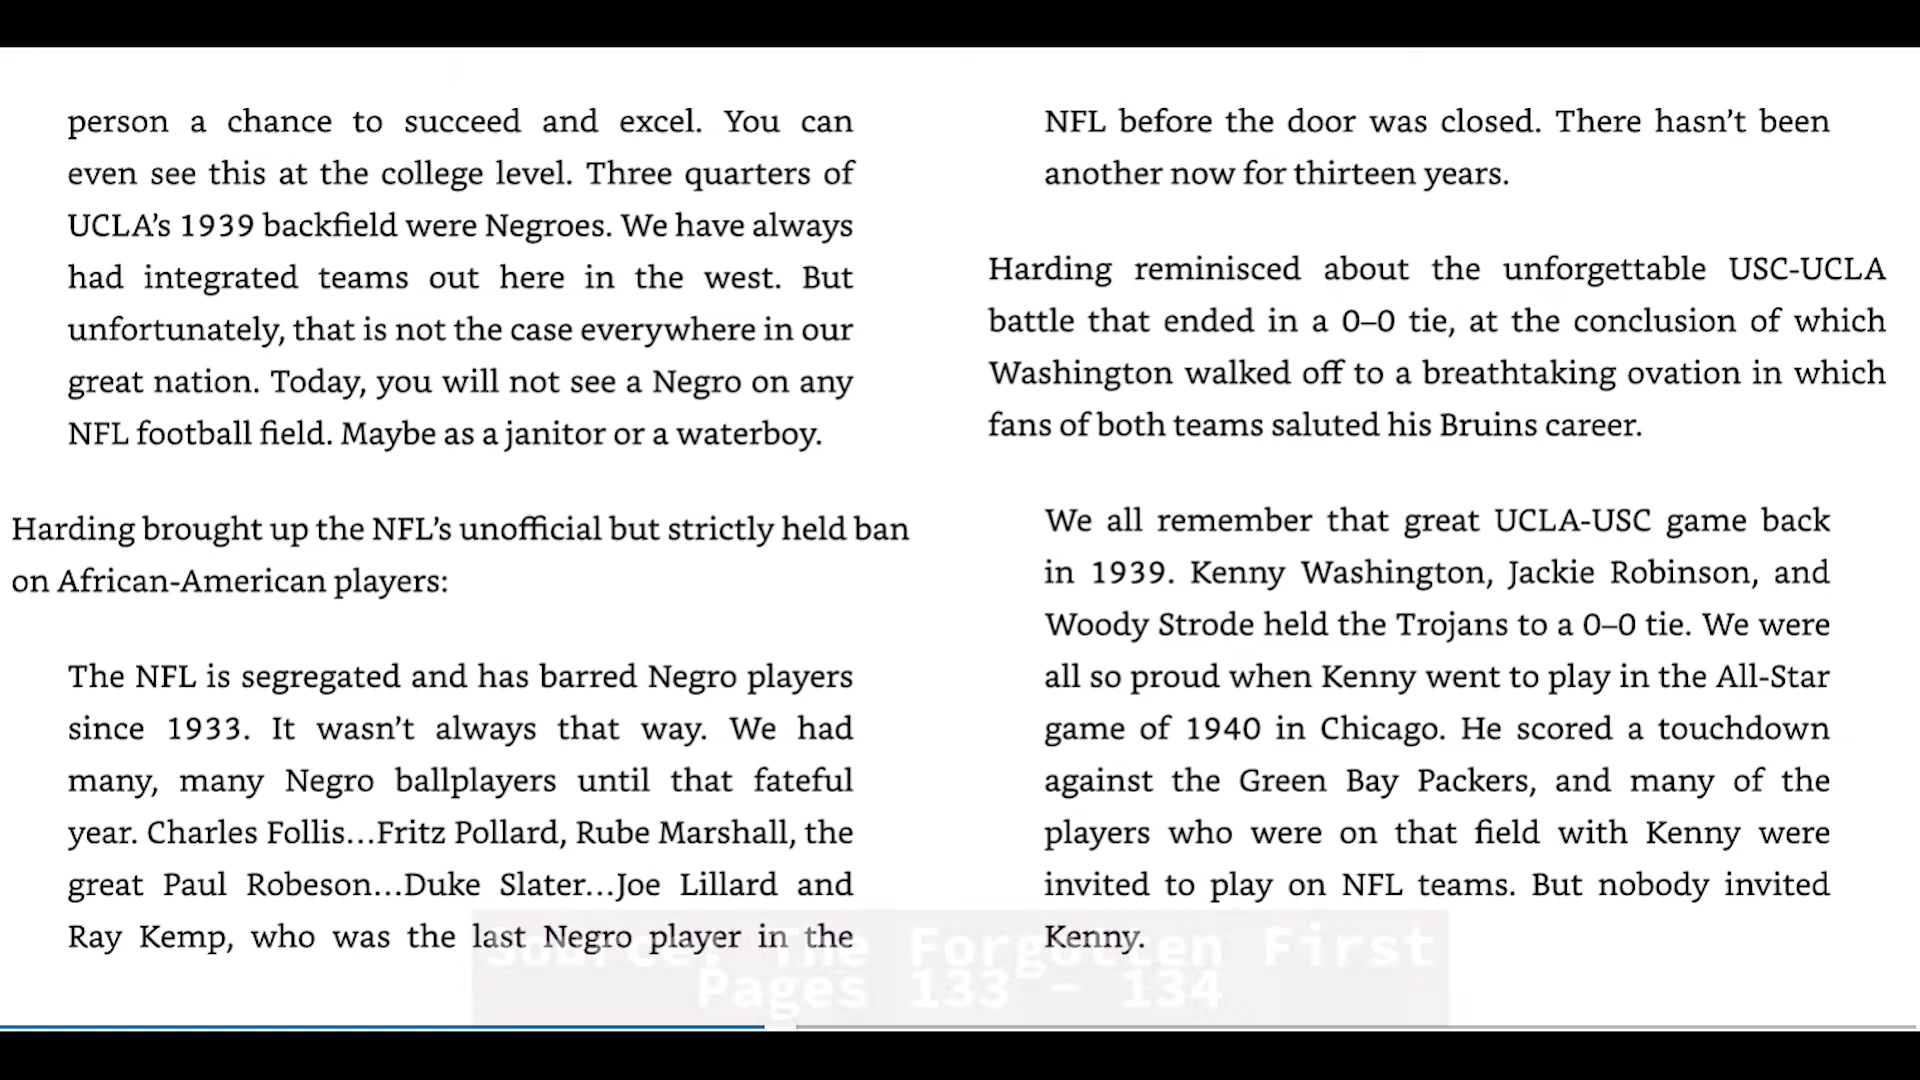 person a chance to succeed and excel. You can
even see this at the college level. Three quarters of
UCLA’s 1939 backfield were Negroes. We have always
had integrated teams out here in the west. But
unfortunately, that is not the case everywhere in our
great nation. Today, you will not see a Negro on any
NFL football field. Maybe as a janitor or a waterboy.
Harding brought up the NFL’s unofficial but strictly held ban
on African-American players:
The NFL is segregated and has barred Negro players
since 1933. It wasn’t always that way. We had
many, many Negro ballplayers until that fateful
year. Charles Follis…Fritz Pollard, Rube Marshall, the
great Paul Robeson…Duke Slater…Joe Lillard and
Ray Kemp, who was the last Negro player in the
NFL before the door was closed. There hasn’t been
another now for thirteen years.
Harding reminisced about the unforgettable USC-UCLA
battle that ended in a 0–0 tie, at the conclusion of which
Washington walked off to a breathtaking ovation in which
fans of both teams saluted his Bruins career.
We all remember that great UCLA-USC game back
in 1939. Kenny Washington, Jackie Robinson, and
Woody Strode held the Trojans to a 0–0 tie. We were
all so proud when Kenny went to play in the All-Star
game of 1940 in Chicago. He scored a touchdown
against the Green Bay Packers, and many of the
players who were on that field with Kenny were
invited to play on NFL teams. But nobody invited
Kenny.
Source: The Forgotten First
Pages 133 – 134